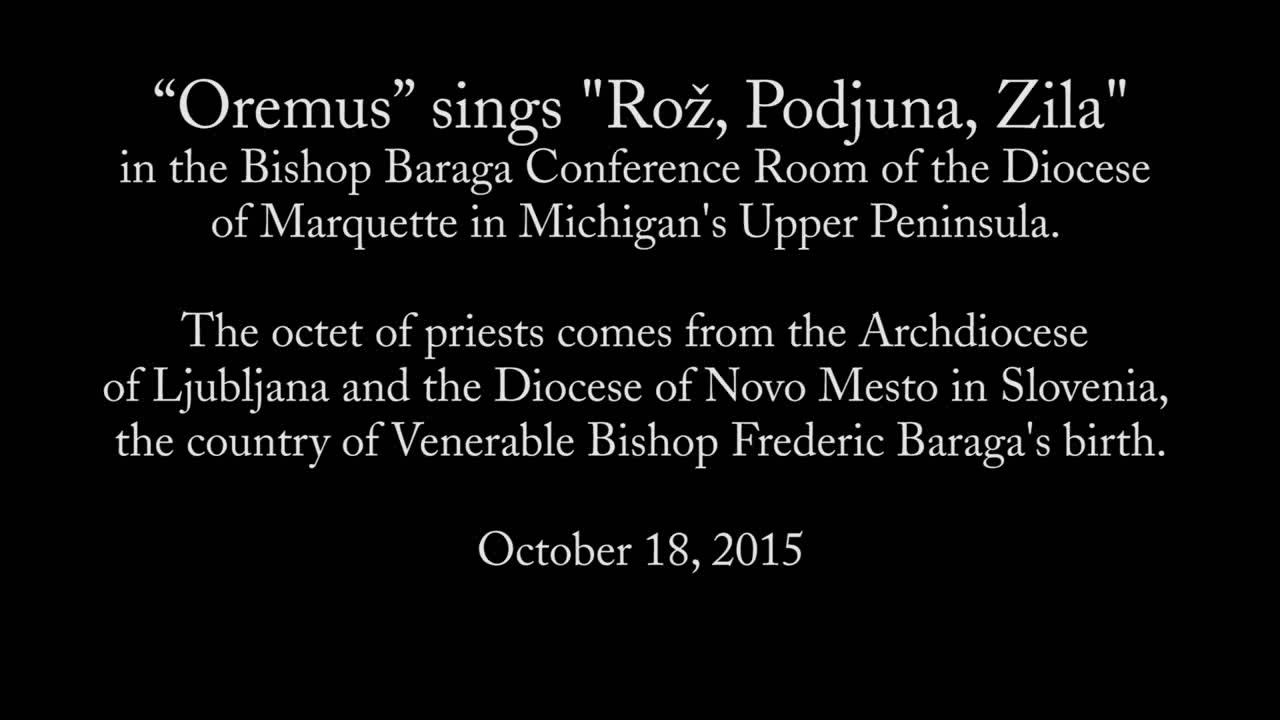 “Oremus” sings "Rož, Podjuna, Zila"
in the Bishop Baraga Conference Room of the Diocese
of Marquette in Michigan's Upper Peninsula.
The octet of priests comes from the Archdiocese
of Ljubljana and the Diocese of Novo Mesto in Slovenia,
the country of Venerable Bishop Frederic Baraga's birth.
October 18, 2015